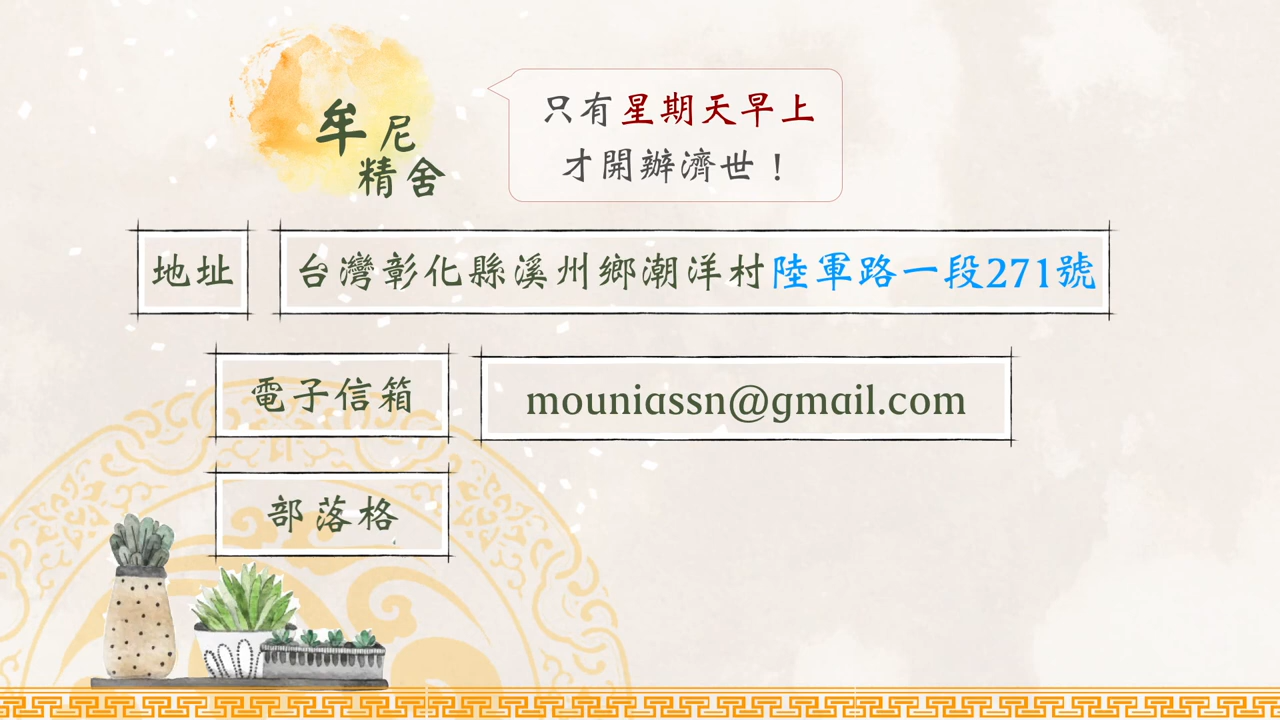 牟尼
精舍
只有星期天早上
才開辦濟世！
地址
台灣彰化縣溪州鄉潮洋村陸軍路一段271號
電子信箱
mouniassn@gmail.com
部落格